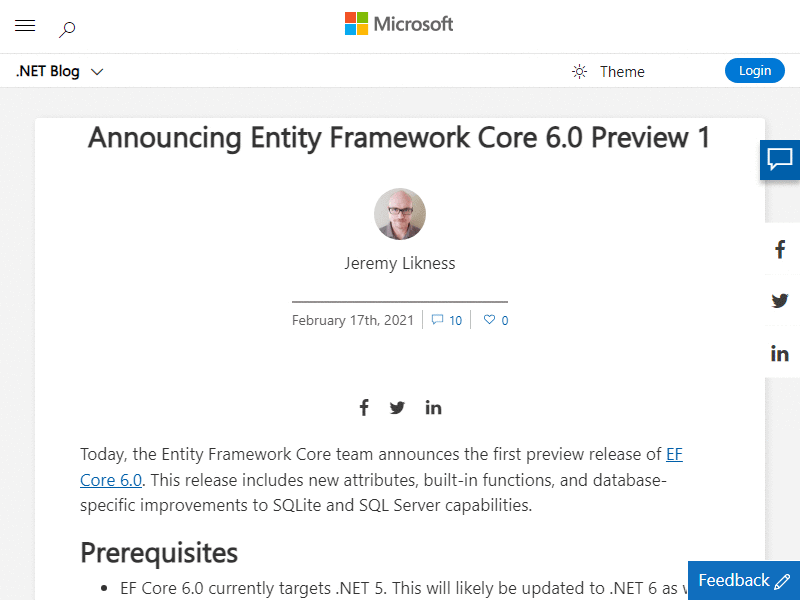 Microsoft
.NET Blog
Theme
Login
Announcing Entity Framework Core 6.0 Preview 1
Jeremy Likness
February 17th, 2021
10
0
Today, the Entity Framework Core team announces the first preview release of EF
Core 6.0. This release includes new attributes, built-in functions, and database-
specific improvements to SQLite and SQL Server capabilities.
Prerequisites
• EF Core 6.0 currently targets .NET 5. This will likely be updated to .NET 6 as
Feedback